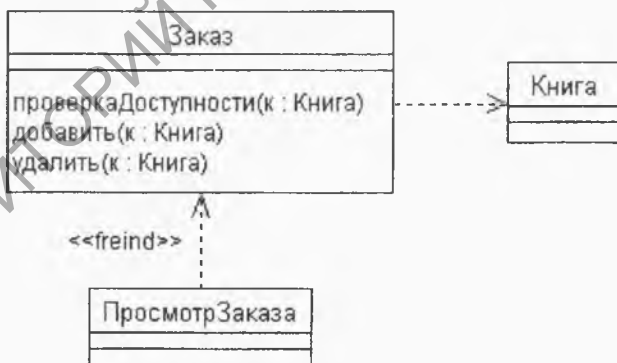 Заказ
проверкаДоступности(к : Книга)
добавить(к : Книга)
удалить(к : Книга)
Книга
<<freind>>
ПросмотрЗаказа